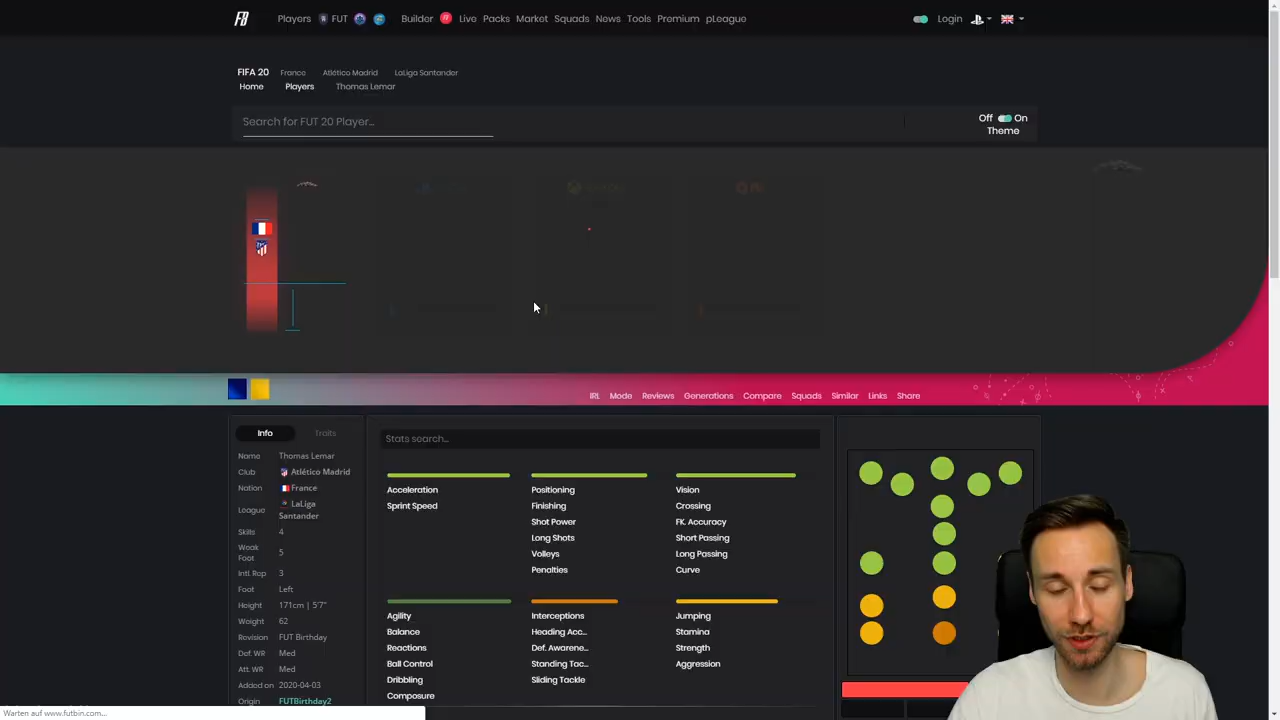 FB Players FUT Builder Live Packs Market Squads News Tools Premium pLeague Login
FIFA 20 France Atlético Madrid LaLiga Santander
Home Players Thomas Lemar
Search for FUT 20 Player...
Off On
Theme
IRL Mode Reviews Generations Compare Squads Similar Links Share
Info Traits
Stats search...
Name Thomas Lemar
Club Atlético Madrid
Nation France
League LaLiga
Santander
Skills 4
Weak
Foot 5
Intl. Rep 3
Foot Left
Height 171cm | 5'7"
Weight 62
Revision FUT Birthday
Def. WR Med
Att. WR Med
Added on 2020-04-03
Origin FUTBirthday2
Acceleration
Sprint Speed
Positioning
Finishing
Shot Power
Long Shots
Volleys
Penalties
Vision
Crossing
FK. Accuracy
Short Passing
Long Passing
Curve
Agility
Balance
Reactions
Ball Control
Dribbling
Composure
Interceptions
Heading Acc...
Def. Aware...
Standing Tac...
Sliding Tackle
Jumping
Stamina
Strength
Aggression
Warten auf www.futbin.com...